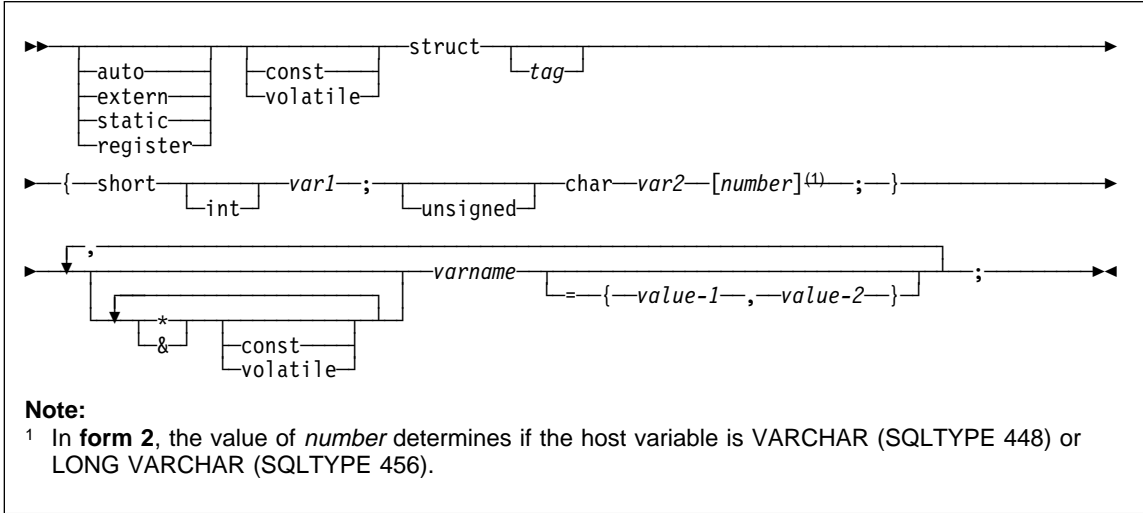 struct
auto const tag
extern volatile
static
register
{ short var1 ; char var2 [number] (1) ; }
int unsigned
,
varname ;
= { value-1 , value-2 }
*
& const
volatile
Note:
1 In form 2, the value of number determines if the host variable is VARCHAR (SQLTYPE 448) or
LONG VARCHAR (SQLTYPE 456).